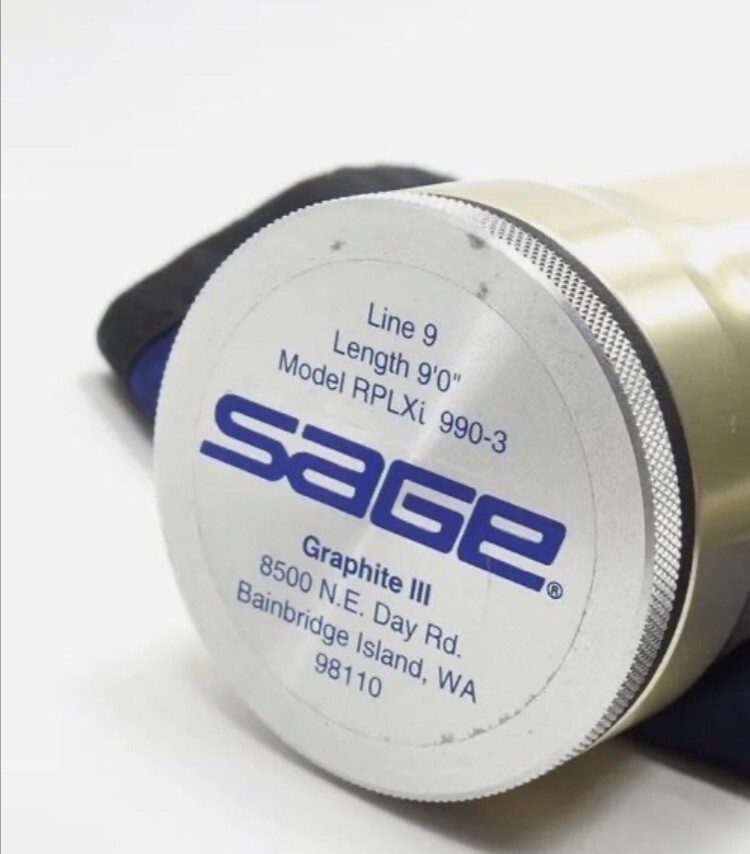 Line 9
Length 9'0"
Model RPLXi 990-3
sage®
Graphite III
8500 N.E. Day Rd.
Bainbridge Island, WA
98110